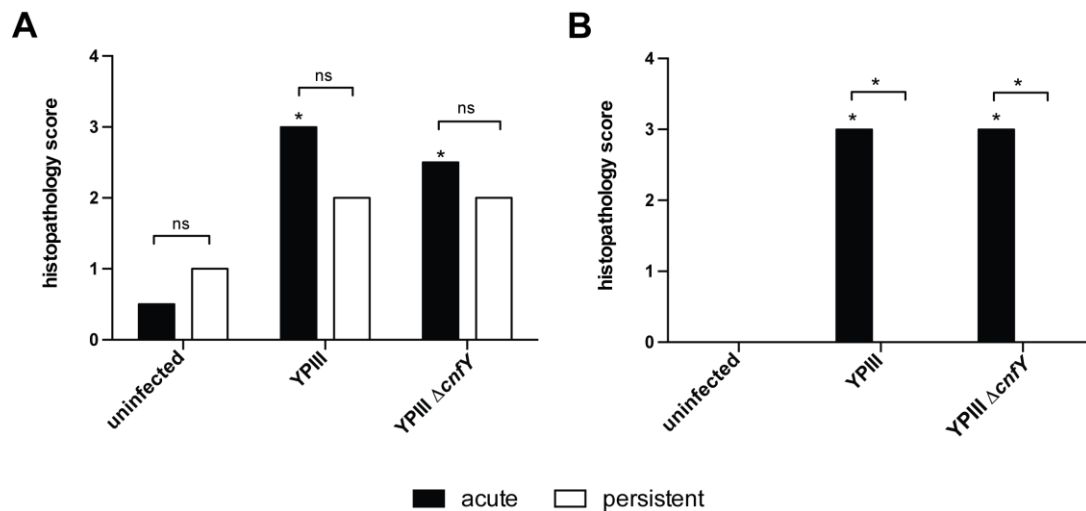 A
histopathology score
4
3
2
1
0
ns
ns
*
ns
*
uninfected
YPIII
YPIII ΔcnfY
B
histopathology score
4
3
2
1
0
*
*
*
*
uninfected
YPIII
YPIII ΔcnfY
acute persistent